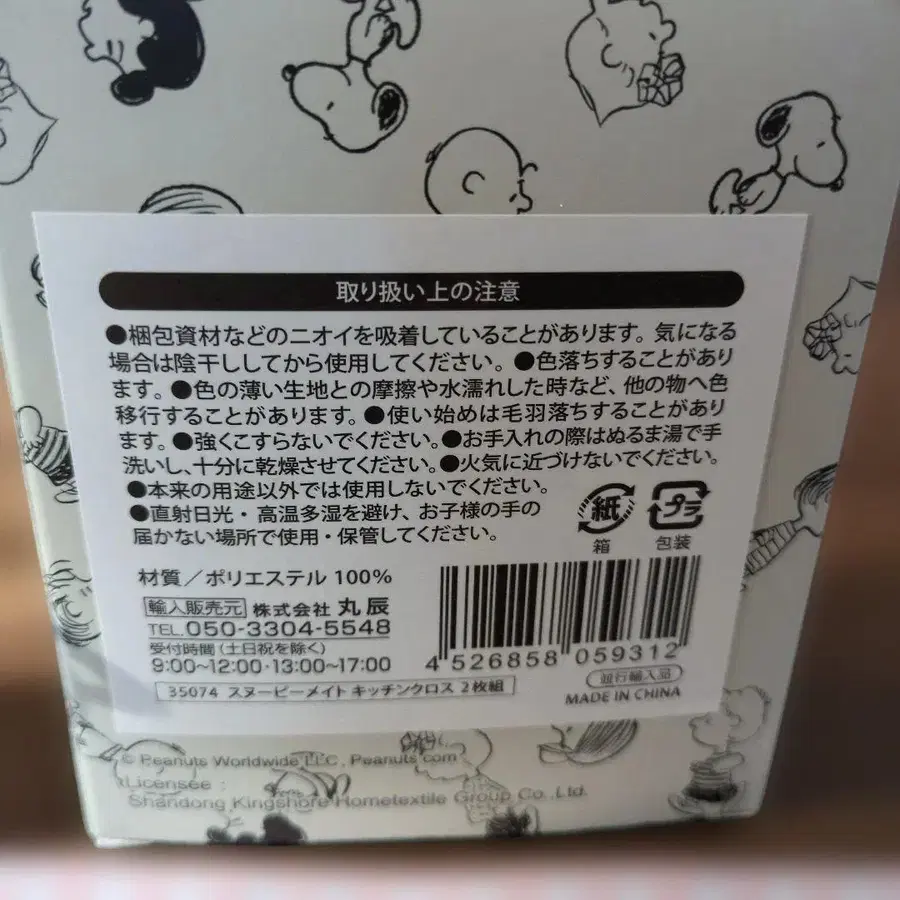 取り扱い上の注意
●梱包資材などのニオイを吸着していることがあります。気になる
場合は陰干ししてから使用してください。●色落ちすることがあり
ます。●色の薄い生地との摩擦や水濡れした時など、他の物へ色
移行することがあります。●使い始めは毛羽落ちすることがあり
ます。●強くこすらないでください。●お手入れの際はぬるま湯で手
洗いし、十分に乾燥させてください。●火気に近づけないでください。
●本来の用途以外では使用しないでください。
●直射日光・高温多湿を避け、お子様の手の
届かない場所で使用・保管してください。
紙 プラ
箱 包装
材質／ポリエステル 100%
輸入販売元 株式会社 丸辰
TEL.050-3304-5548
受付時間（土日祝を除く）
9:00~12:00・13:00~17:00
35074 スヌーピーメイト キッチンクロス 2枚組
4 526858 059312
並行輸入品
MADE IN CHINA
© Peanuts Worldwide LLC, Peanuts.com
Licensee :
Shandong Kingshore Hometextile Group Co., Ltd.